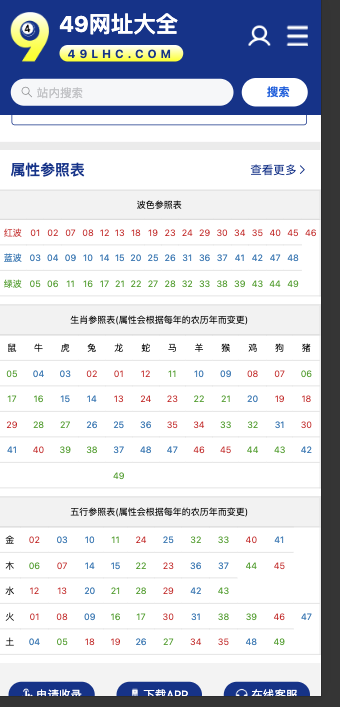 49网址大全
49LHC.COM
站内搜索
搜索
属性参照表
查看更多
波色参照表
红波 01 02 07 08 12 13 18 19 23 24 29 30 34 35 40 45 46
蓝波 03 04 09 10 14 15 20 25 26 31 36 37 41 42 47 48
绿波 05 06 11 16 17 21 22 27 28 32 33 38 39 43 44 49
生肖参照表(属性会根据每年的农历年而变更)
鼠 牛 虎 兔 龙 蛇 马 羊 猴 鸡 狗 猪
05 04 03 02 01 12 11 10 09 08 07 06
17 16 15 14 13 24 23 22 21 20 19 18
29 28 27 26 25 36 35 34 33 32 31 30
41 40 39 38 37 48 47 46 45 44 43 42
49
五行参照表(属性会根据每年的农历年而变更)
金 02 03 10 11 24 25 32 33 40 41
木 06 07 14 15 22 23 36 37 44 45
水 12 13 20 21 28 29 42 43
火 01 08 09 16 17 30 31 38 39 46 47
土 04 05 18 19 26 27 34 35 48 49
申请收录
下载APP
在线客服